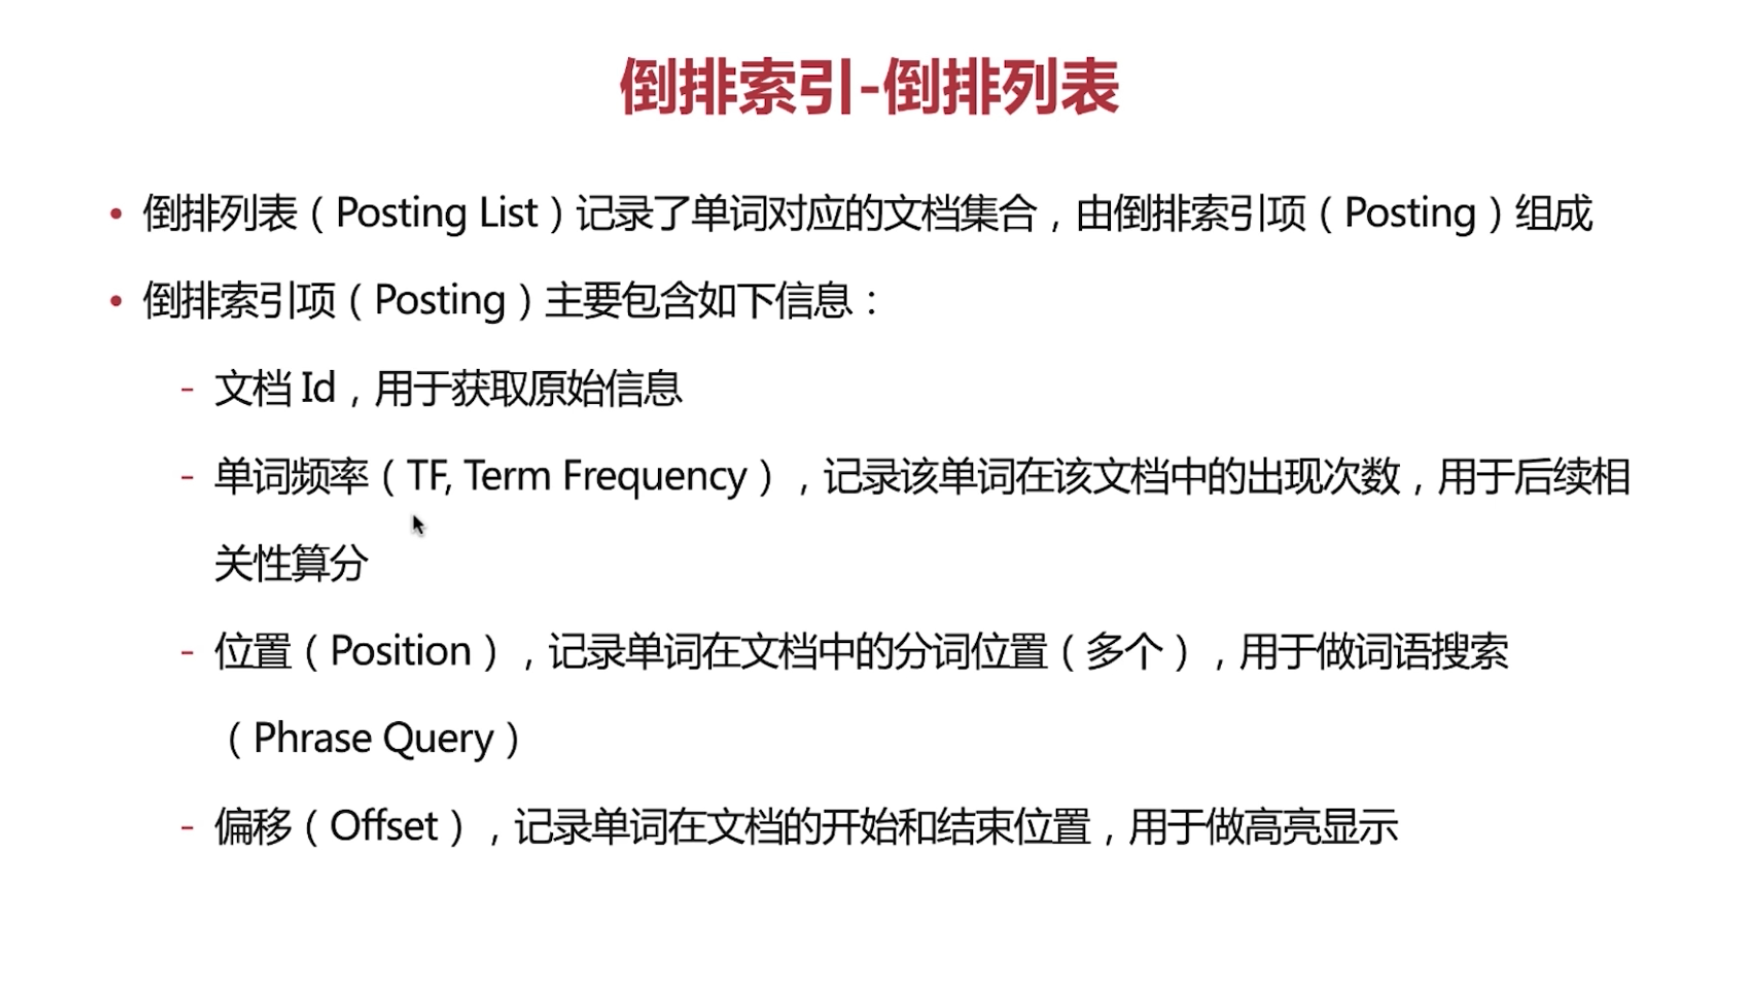 倒排索引-倒排列表
• 倒排列表（Posting List）记录了单词对应的文档集合，由倒排索引项（Posting）组成
• 倒排索引项（Posting）主要包含如下信息：
- 文档 Id，用于获取原始信息
- 单词频率（TF, Term Frequency），记录该单词在该文档中的出现次数，用于后续相
关性算分
- 位置（Position），记录单词在文档中的分词位置（多个），用于做词语搜索
（Phrase Query）
- 偏移（Offset），记录单词在文档的开始和结束位置，用于做高亮显示